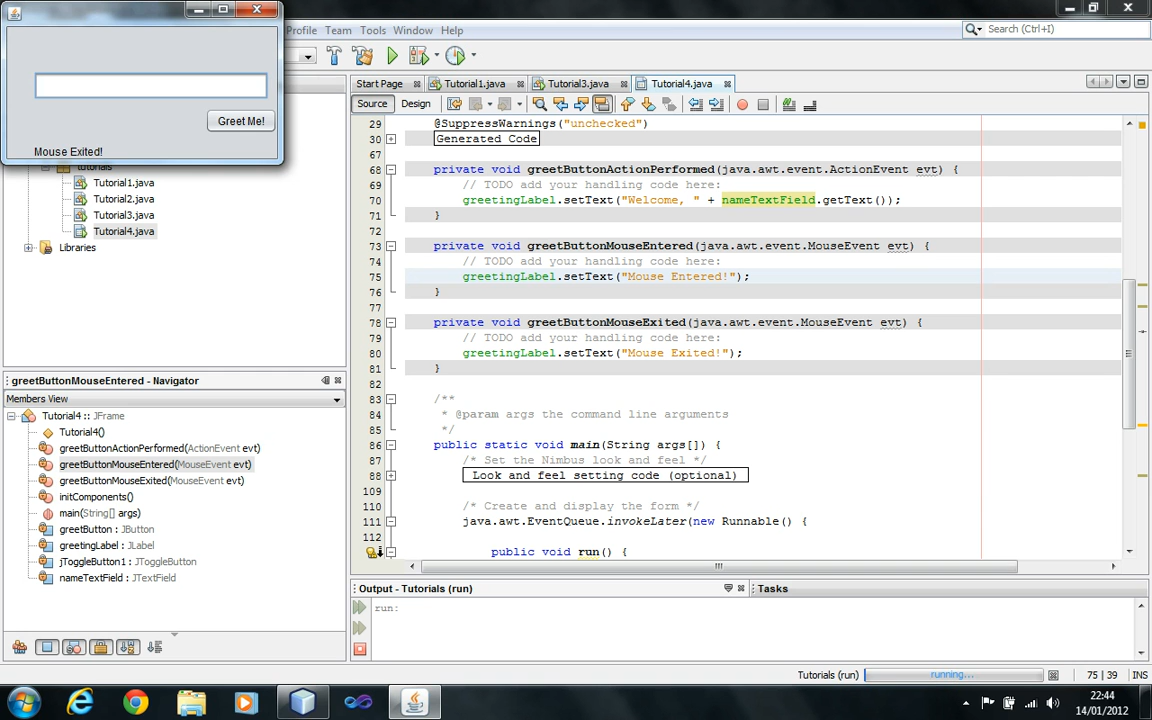 Greet Me!
Mouse Exited!
Profile Team Tools Window Help
Search (Ctrl+I)
Start Page Tutorial1.java Tutorial3.java Tutorial4.java
Source Design
29 @SuppressWarnings("unchecked")
30 Generated Code
67
68 private void greetButtonActionPerformed(java.awt.event.ActionEvent evt) {
69 // TODO add your handling code here:
70 greetingLabel.setText("Welcome, " + nameTextField.getText());
71 }
72
73 private void greetButtonMouseEntered(java.awt.event.MouseEvent evt) {
74 // TODO add your handling code here:
75 greetingLabel.setText("Mouse Entered!");
76 }
77
78 private void greetButtonMouseExited(java.awt.event.MouseEvent evt) {
79 // TODO add your handling code here:
80 greetingLabel.setText("Mouse Exited!");
81 }
82
83 /**
84 * @param args the command line arguments
85 */
86 public static void main(String args[]) {
87 /* Set the Nimbus look and feel */
88 Look and feel setting code (optional)
109
110 /* Create and display the form */
111 java.awt.EventQueue.invokeLater(new Runnable() {
112
public void run() {
tutorials
Tutorial1.java
Tutorial2.java
Tutorial3.java
Tutorial4.java
Libraries
greetButtonMouseEntered - Navigator
Members View
Tutorial4 :: JFrame
Tutorial4()
greetButtonActionPerformed(ActionEvent evt)
greetButtonMouseEntered(MouseEvent evt)
greetButtonMouseExited(MouseEvent evt)
initComponents()
main(String[] args)
greetButton : JButton
greetingLabel : JLabel
jToggleButton1 : JToggleButton
nameTextField : JTextField
Output - Tutorials (run)
Tasks
run:
Tutorials (run) running... 75 | 39 INS
22:44
14/01/2012